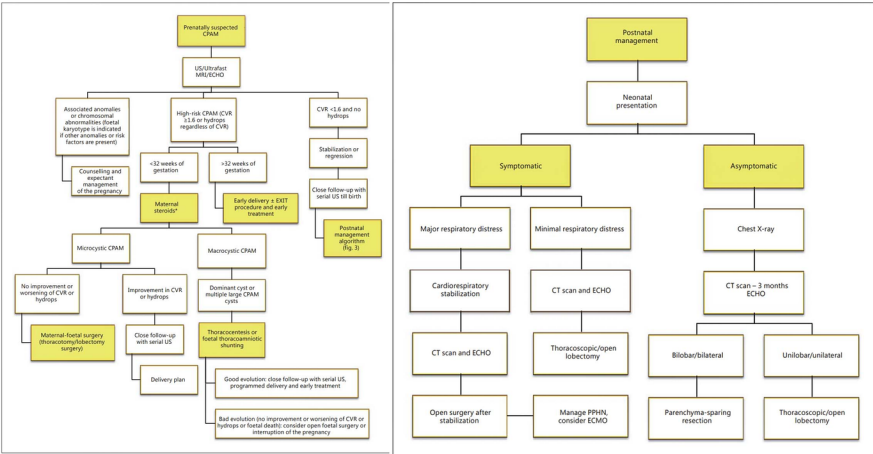 Prenatally suspected
CPAM
US/Ultrafast
MRI/ECHO
Associated anomalies
or chromosomal
abnormalities (foetal
karyotype is indicated
if other anomalies or risk
factors are present)
Counselling and
expectant
management
of the pregnancy
High-risk CPAM (CVR
≥1.6 or hydrops
regardless of CVR)
CVR <1.6 and no
hydrops
<32 weeks of
gestation
>32 weeks of
gestation
Stabilization or
regression
Maternal
steroids*
Early delivery ± EXIT
procedure and early
treatment
Close follow-up with
serial US till birth
Postnatal
management
algorithm
(fig. 3)
Microcystic CPAM
Macrocystic CPAM
No improvement or
worsening of CVR or
hydrops
Improvement in CVR
or hydrops
Dominant cyst or
multiple large CPAM
cysts
Maternal-foetal surgery
(thoracotomy/lobectomy
surgery)
Close follow-up
with serial US
Thoracocentesis or
foetal thoracoamniotic
shunting
Delivery plan
Good evolution: close follow-up with serial US,
programmed delivery and early treatment
Bad evolution (no improvement or worsening of CVR or
hydrops or foetal death): consider open foetal surgery or
interruption of the pregnancy
Postnatal
management
Neonatal
presentation
Symptomatic
Asymptomatic
Major respiratory distress
Minimal respiratory distress
Chest X-ray
Cardiorespiratory
stabilization
CT scan and ECHO
CT scan – 3 months
ECHO
CT scan and ECHO
Thoracoscopic/open
lobectomy
Bilobar/bilateral
Unilobar/unilateral
Open surgery after
stabilization
Manage PPHN,
consider ECMO
Parenchyma-sparing
resection
Thoracoscopic/open
lobectomy